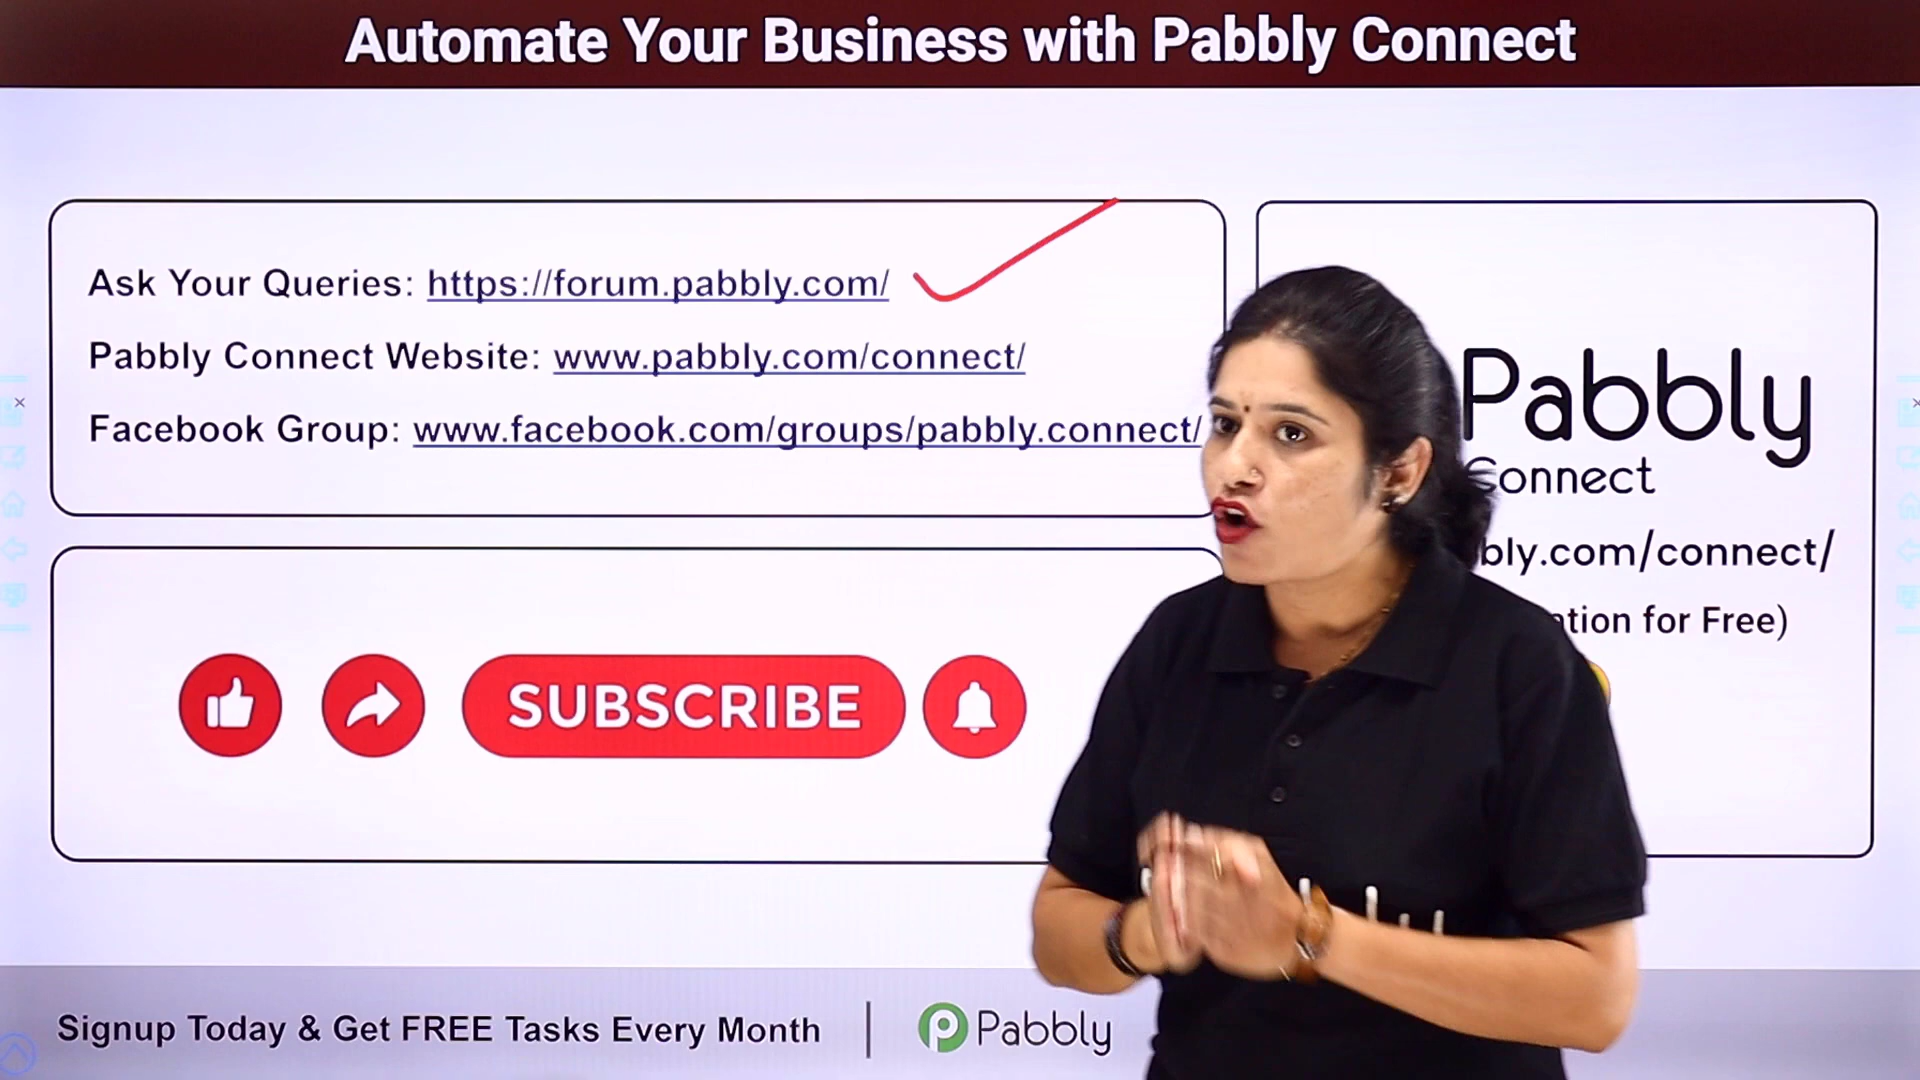 Automate Your Business with Pabbly Connect
Ask Your Queries: https://forum.pabbly.com/
Pabbly Connect Website: www.pabbly.com/connect/
Facebook Group: www.facebook.com/groups/pabbly.connect/
SUBSCRIBE
Pabbly
Connect
bly.com/connect/
for Free)
Signup Today & Get FREE Tasks Every Month
Pabbly